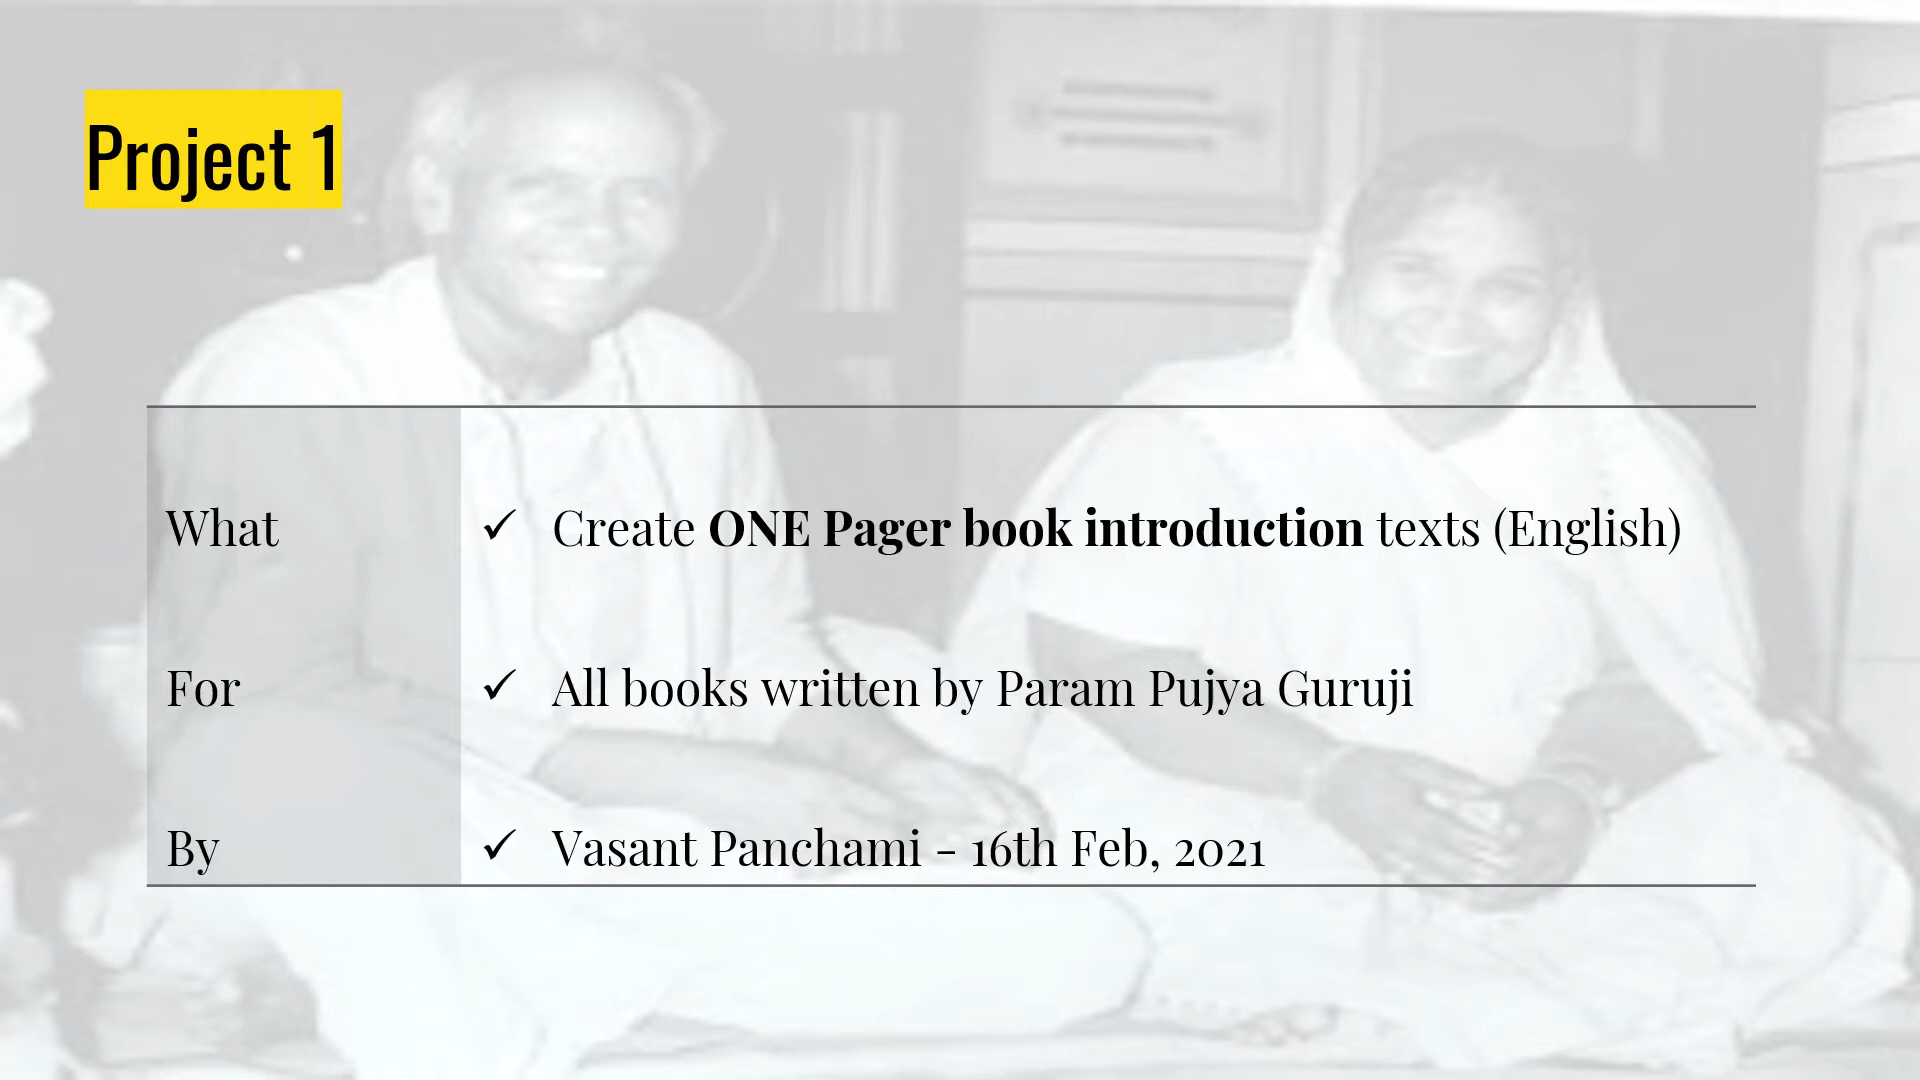 Project 1
What ✓ Create ONE Pager book introduction texts (English)
For ✓ All books written by Param Pujya Guruji
By ✓ Vasant Panchami - 16th Feb, 2021